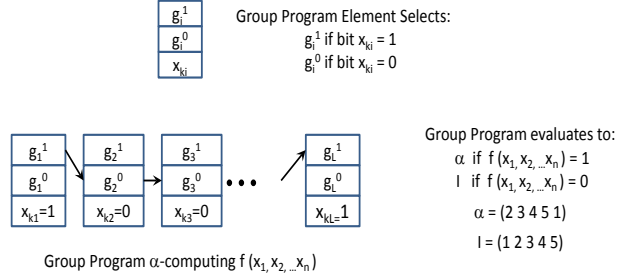 Group Program Element Selects:
g_i^1 if bit x_ki = 1
g_i^0 if bit x_ki = 0
g_i^1
g_i^0
x_ki
g_1^1
g_1^0
x_k1=1
g_2^1
g_2^0
x_k2=0
g_3^1
g_3^0
x_k3=0
•••
g_L^1
g_L^0
x_kL=1
Group Program evaluates to:
α if f (x_1, x_2, ...x_n) = 1
I if f (x_1, x_2, ...x_n) = 0
α = (2 3 4 5 1)
I = (1 2 3 4 5)
Group Program α-computing f (x_1, x_2, ...x_n)